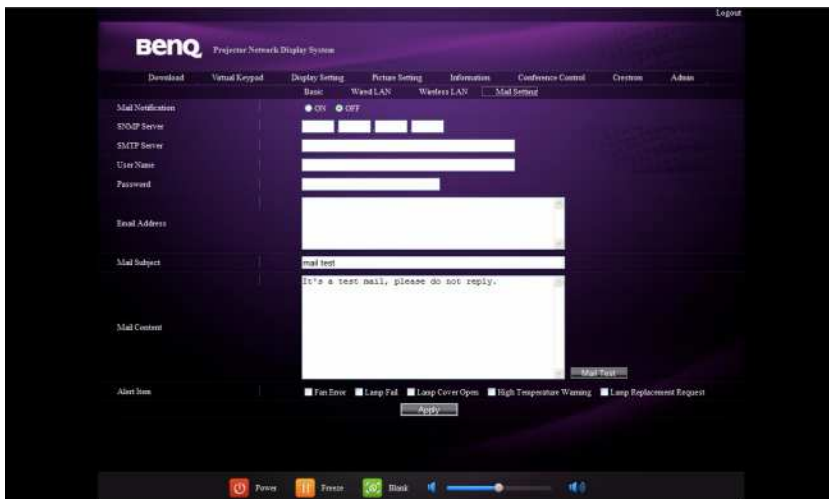 Logout
BenQ Projector Network Display System
Download Virtual Keypad Display Setting Picture Setting Information Conference Control Crestron Admin
Basic Wired LAN Wireless LAN Mail Setting
Mail Notification ON OFF
SNMP Server
SMTP Server
User Name
Password
Email Address
Mail Subject mail test
Mail Content It's a test mail, please do not reply.
Mail Test
Alert Item Fan Error Lamp Fail Lamp Cover Open High Temperature Warning Lamp Replacement Request
Apply
Power Freeze Blank